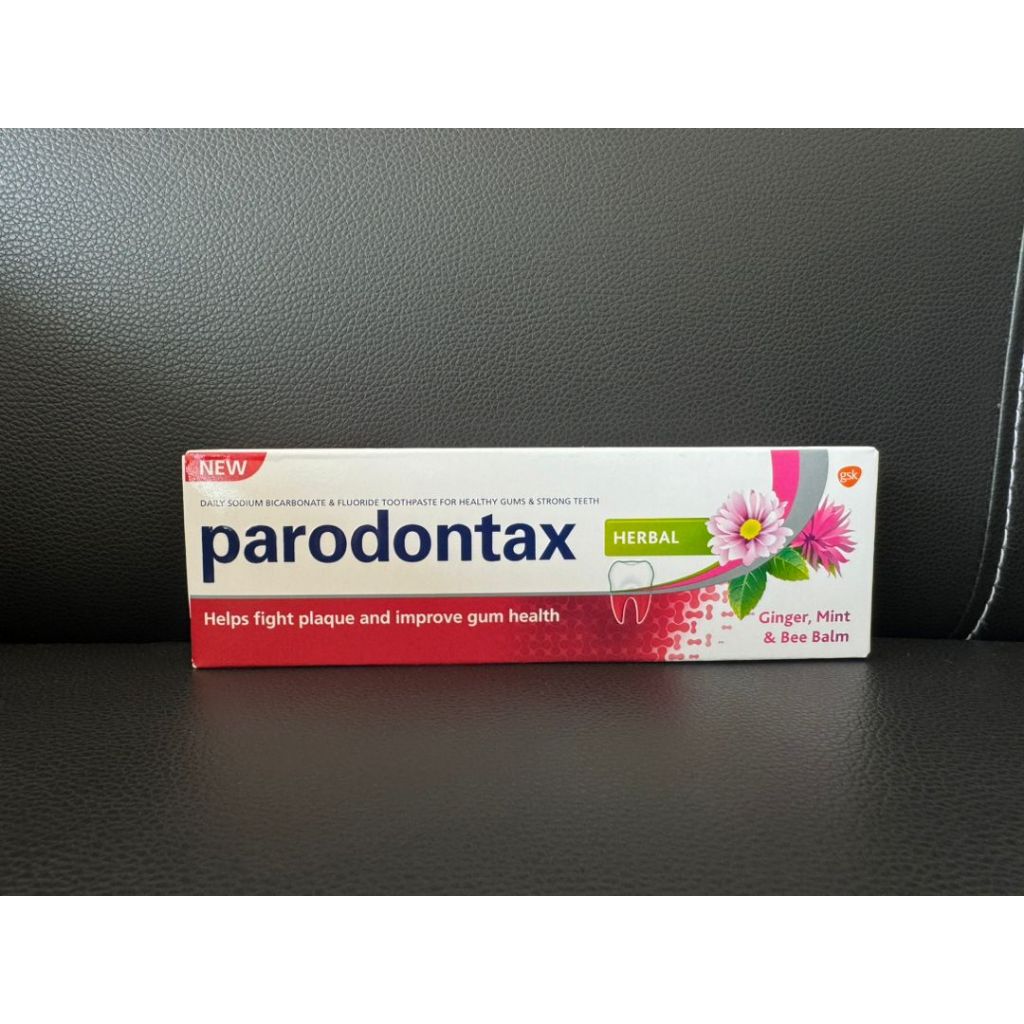 NEW
gsk
DAILY SODIUM BICARBONATE & FLUORIDE TOOTHPASTE FOR HEALTHY GUMS & STRONG TEETH
parodontax
HERBAL
Helps fight plaque and improve gum health
Ginger, Mint
& Bee Balm